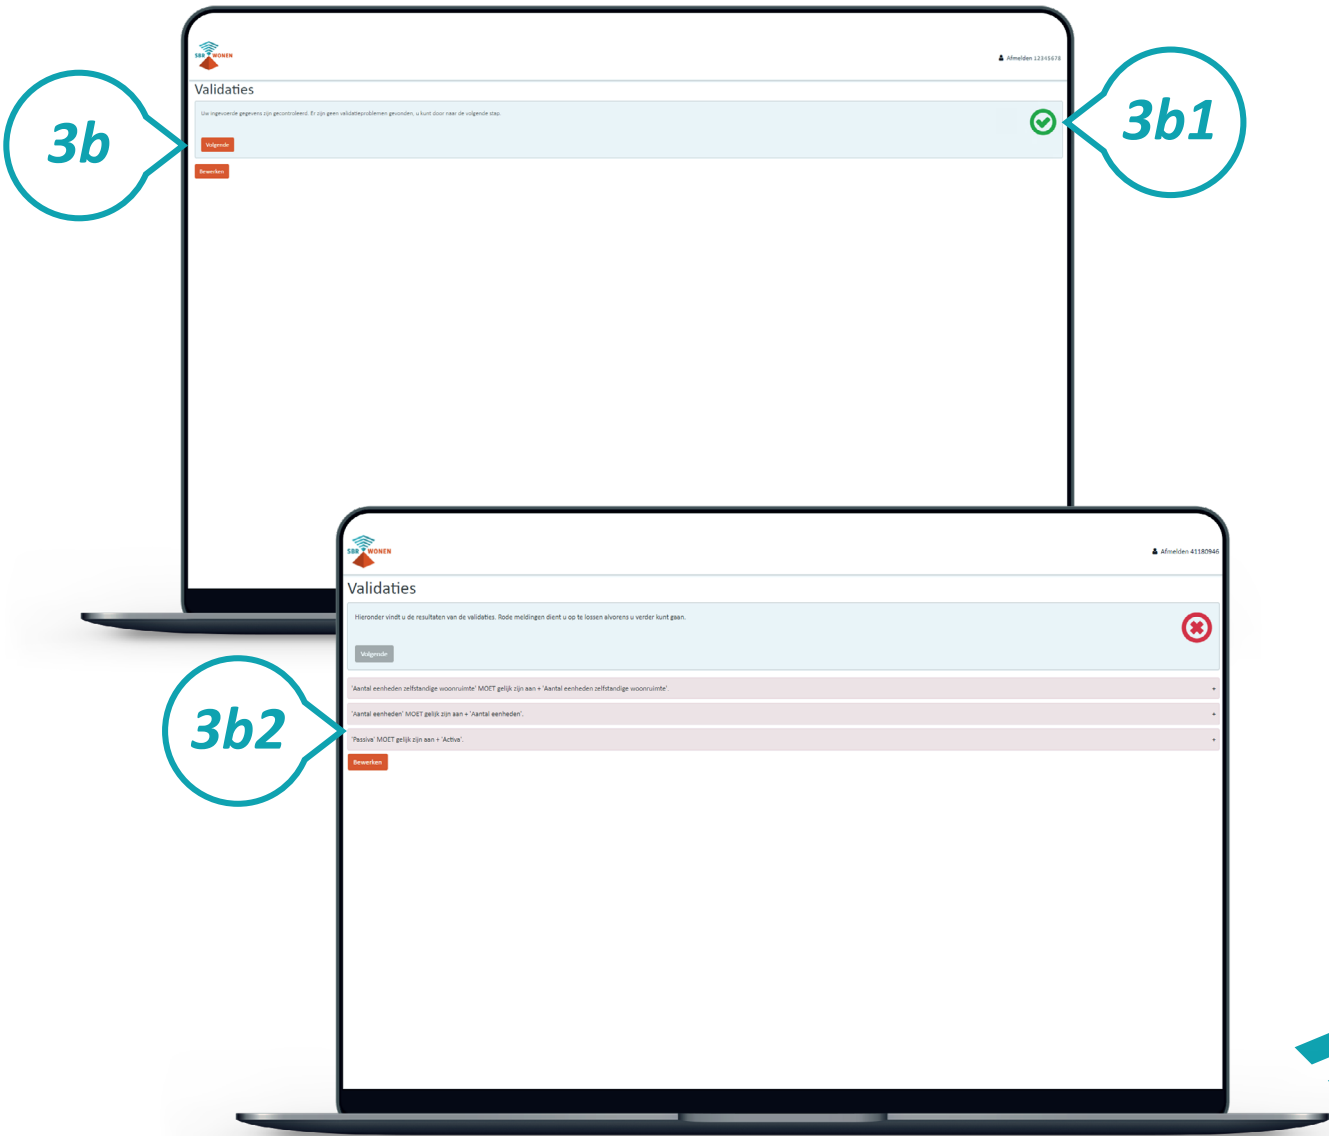 SBR WONEN
Afmelden 12345678
Validaties
Uw ingevoerde gegevens zijn gecontroleerd. Er zijn geen validatieproblemen gevonden, u kunt door naar de volgende stap.
Volgende
Bewerken
3b
3b1
SBR WONEN
Afmelden 41180946
Validaties
Hieronder vindt u de resultaten van de validaties. Rode meldingen dient u op te lossen alvorens u verder kunt gaan.
Volgende
'Aantal eenheden zelfstandige woonruimte' MOET gelijk zijn aan + 'Aantal eenheden zelfstandige woonruimte'. +
'Aantal eenheden' MOET gelijk zijn aan + 'Aantal eenheden'. +
'Passiva' MOET gelijk zijn aan + 'Activa'. +
Bewerken
3b2